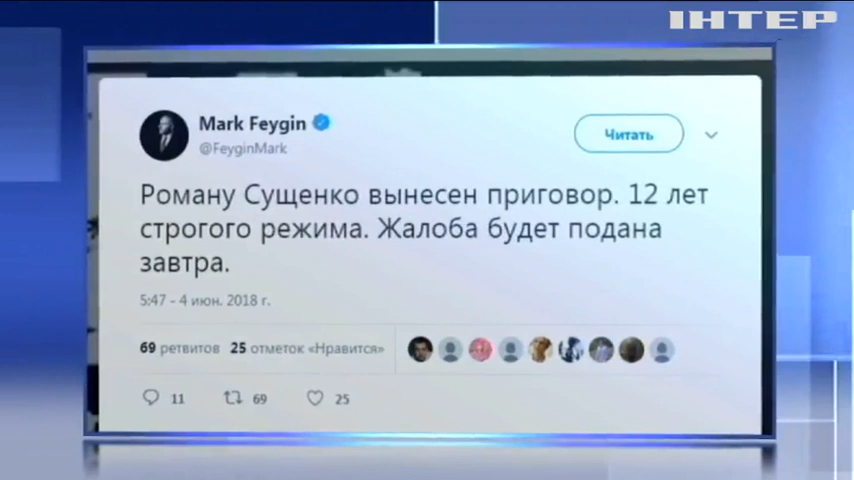 ІНТЕР
Mark Feygin
@FeyginMark
Читать
Роману Сущенко вынесен приговор. 12 лет
строгого режима. Жалоба будет подана
завтра.
5:47 - 4 июн. 2018 г.
69 ретвитов 25 отметок «Нравится»
11 69 25